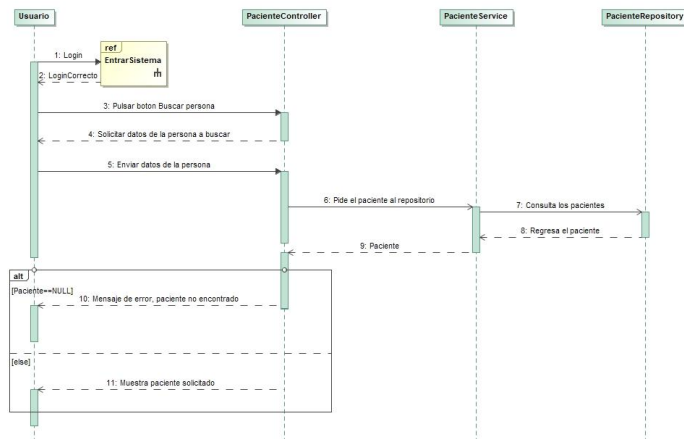 Usuario
PacienteController
PacienteService
PacienteRepository
ref
EntrarSistema
1: Login
2: LoginCorrecto
3: Pulsar boton Buscar persona
4: Solicitar datos de la persona a buscar
5: Enviar datos de la persona
6: Pide el paciente al repositorio
7: Consulta los pacientes
8: Regresa el paciente
9: Paciente
alt
[Paciente==NULL]
10: Mensaje de error, paciente no encontrado
[else]
11: Muestra paciente solicitado